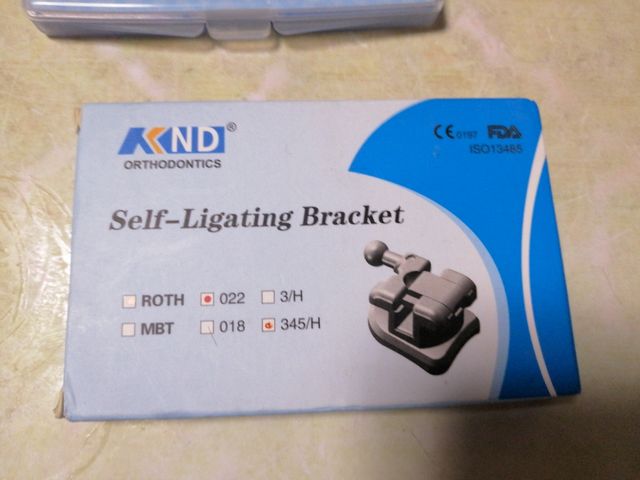 KND®
ORTHODONTICS
CE 0197 FDA
ISO13485
Self-Ligating Bracket
ROTH 022 3/H
MBT 018 345/H